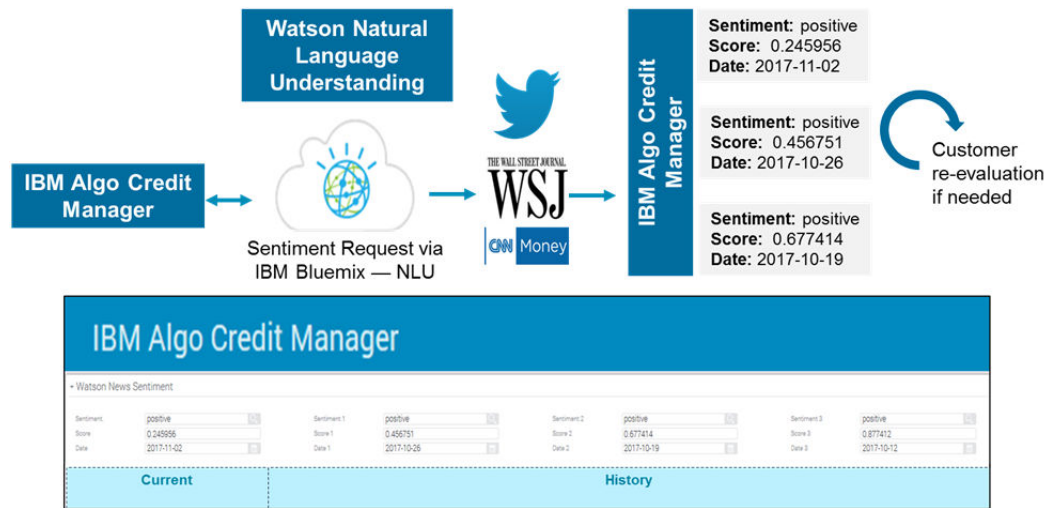 Watson Natural
Language
Understanding
IBM Algo Credit
Manager
Sentiment Request via
IBM Bluemix — NLU
THE WALL STREET JOURNAL
WSJ
CNN Money
IBM Algo Credit
Manager
Sentiment: positive
Score: 0.245956
Date: 2017-11-02
Sentiment: positive
Score: 0.456751
Date: 2017-10-26
Sentiment: positive
Score: 0.677414
Date: 2017-10-19
Customer
re-evaluation
if needed
IBM Algo Credit Manager
Watson News Sentiment
Sentiment positive Sentiment 1 positive Sentiment 2 positive Sentiment 3 positive
Score 0.245956 Score 1 0.456751 Score 2 0.677414 Score 3 0.877412
Date 2017-11-02 Date 1 2017-10-26 Date 2 2017-10-19 Date 3 2017-10-12
Current History